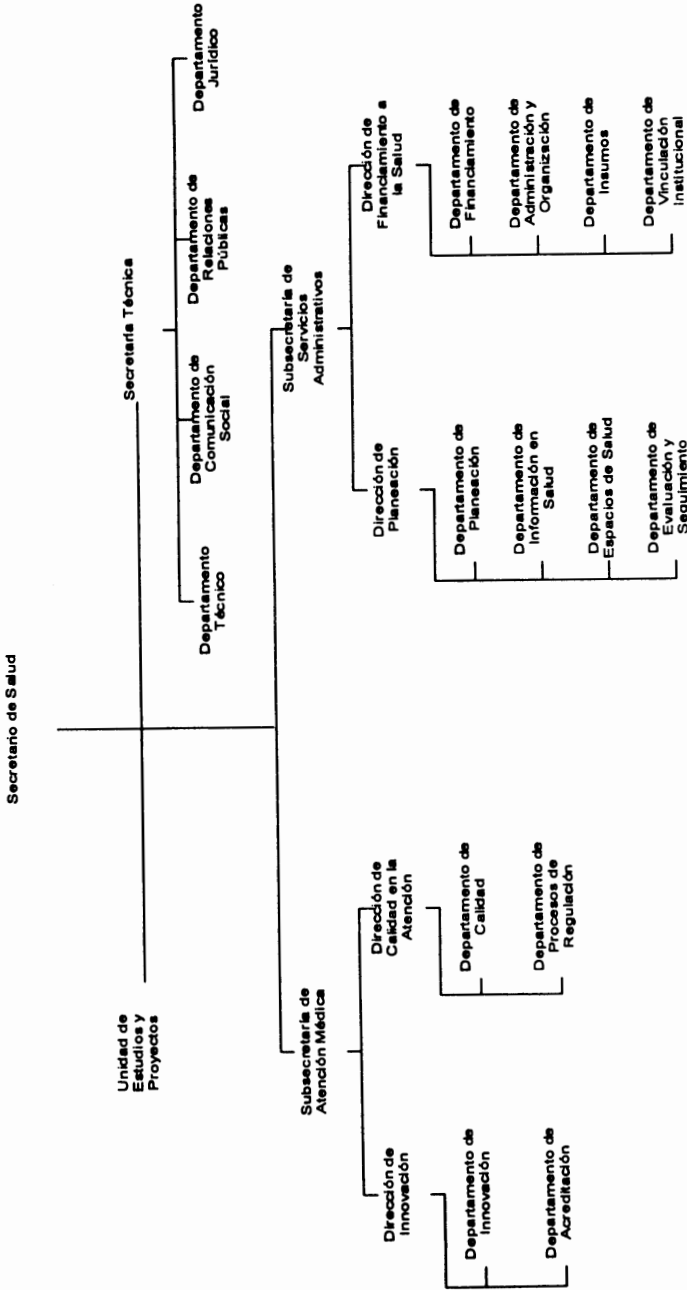 Secretario de Salud
Unidad de
Estudios y
Proyectos
Secretaría Técnica
Departamento
Técnico
Departamento de
Comunicación
Social
Departamento de
Relaciones
Públicas
Departamento
Jurídico
Subsecretaría de
Atención Médica
Subsecretaría de
Servicios
Administrativos
Dirección de
Innovación
Dirección de
Calidad en la
Atención
Dirección de
Planeación
Dirección de
Financiamiento a
la Salud
Departamento de
Innovación
Departamento de
Acreditación
Departamento de
Calidad
Departamento de
Procesos de
Regulación
Departamento de
Planeación
Departamento de
Información en
Salud
Departamento de
Espacios de Salud
Departamento de
Evaluación y
Seguimiento
Departamento de
Financiamiento
Departamento de
Administración y
Organización
Departamento de
Insumos
Departamento de
Vinculación
Institucional